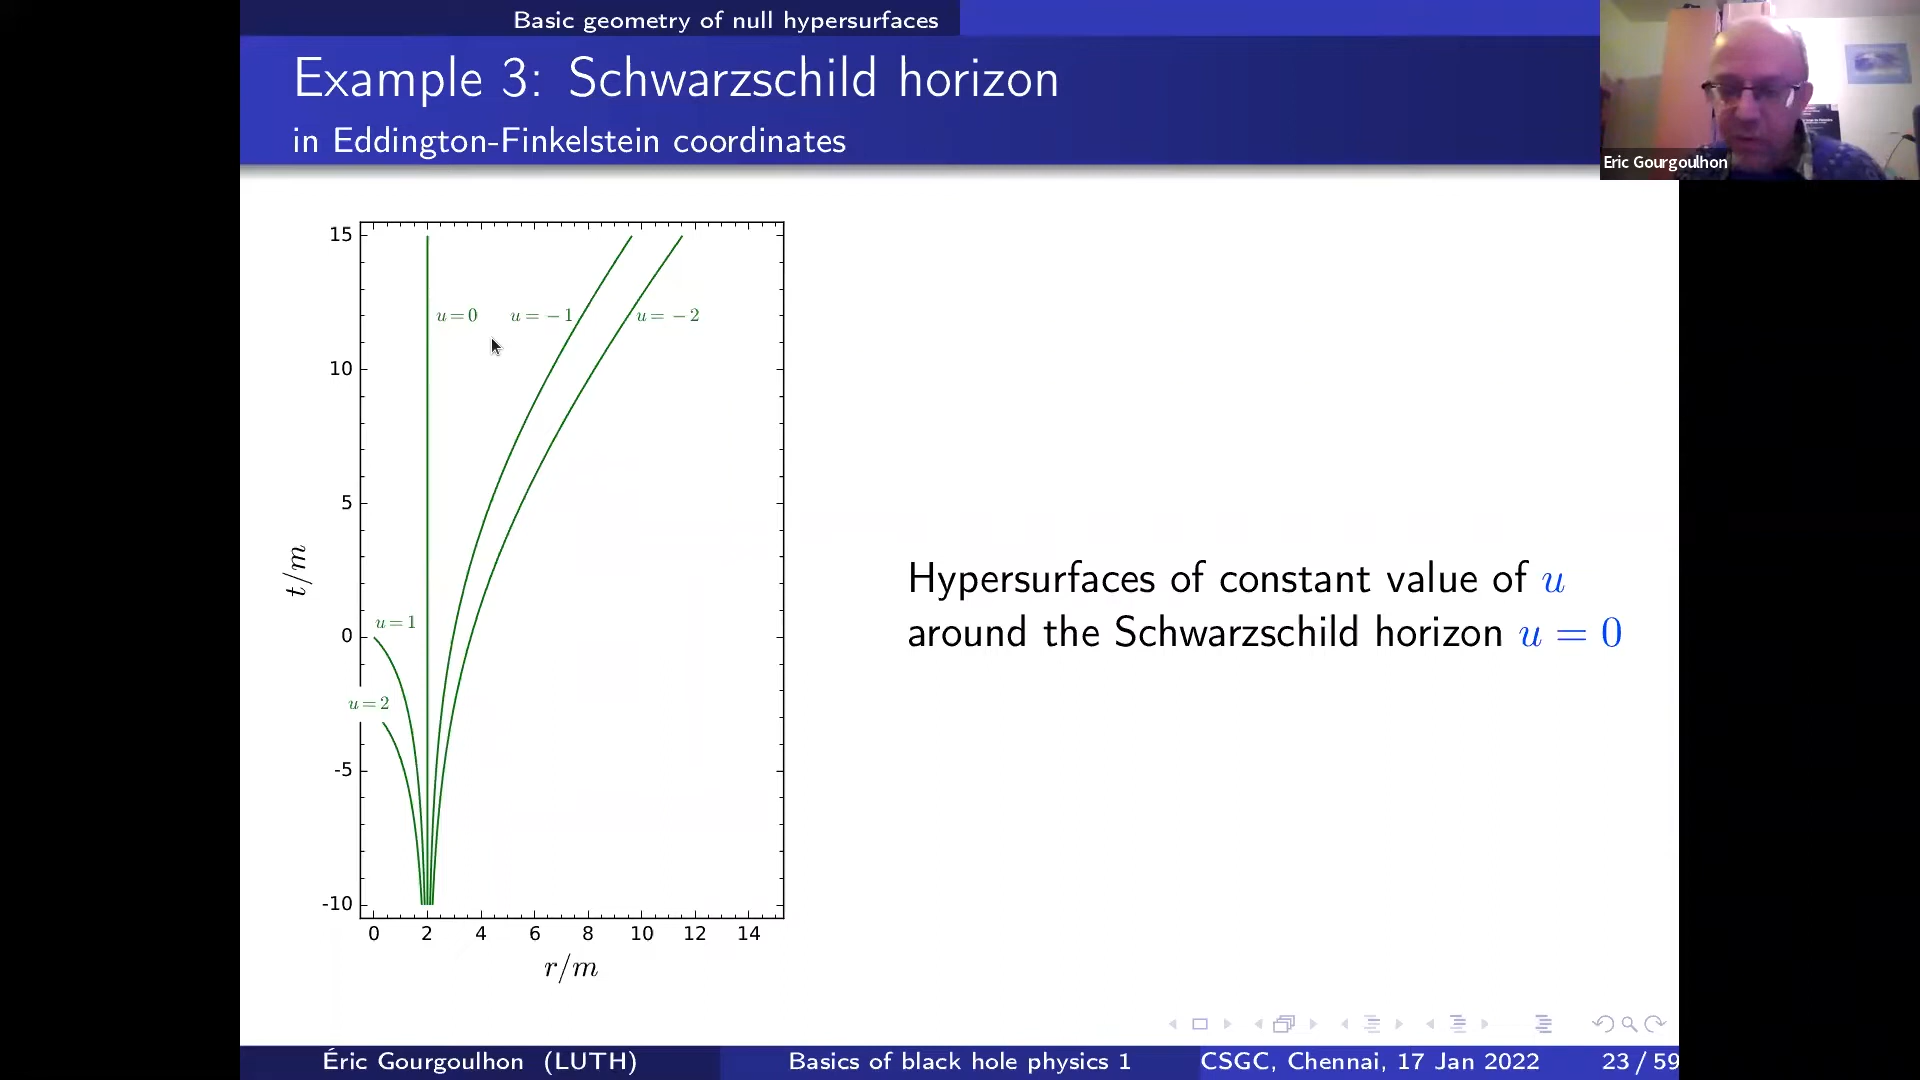 Basic geometry of null hypersurfaces
Example 3: Schwarzschild horizon
in Eddington-Finkelstein coordinates
Eric Gourgoulhon
15
10
5
0
-5
-10
t/m
u = 0
u = − 1
u = − 2
u = 1
u = 2
0 2 4 6 8 10 12 14
r/m
Hypersurfaces of constant value of u
around the Schwarzschild horizon u = 0
Éric Gourgoulhon (LUTH) Basics of black hole physics 1 CSGC, Chennai, 17 Jan 2022 23 / 59